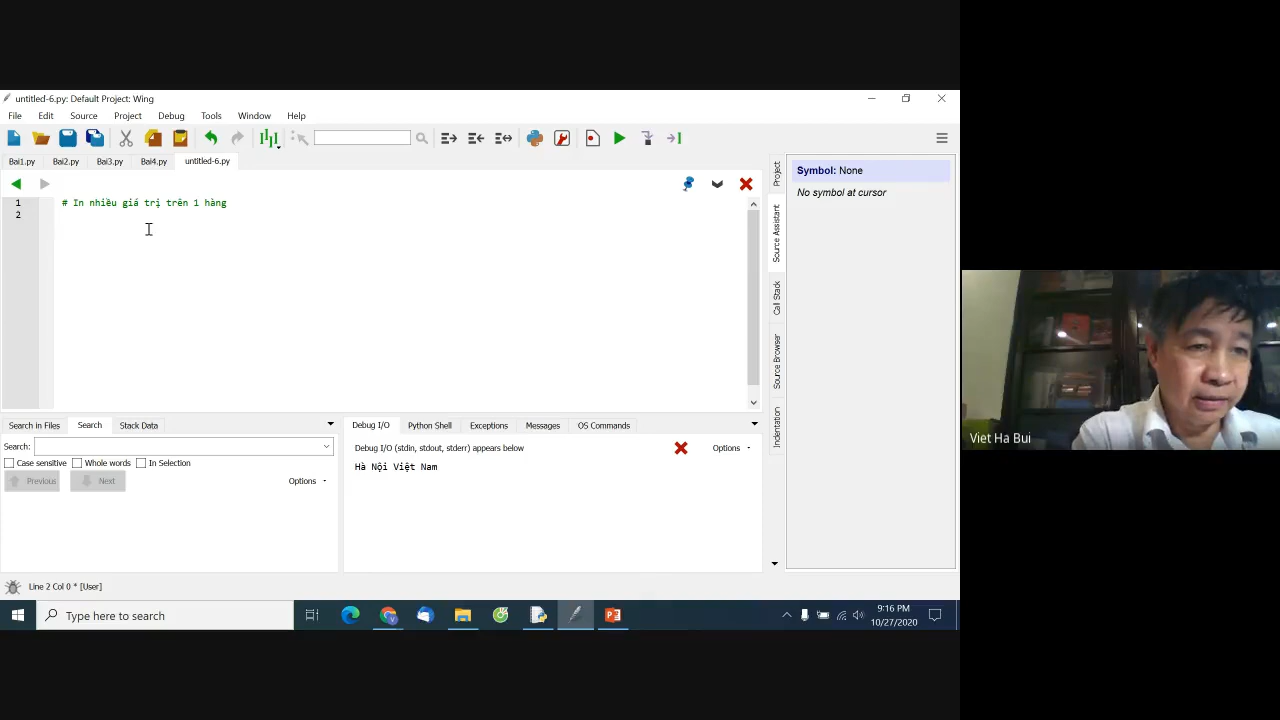 untitled-6.py: Default Project: Wing
File Edit Source Project Debug Tools Window Help
Bai1.py Bai2.py Bai3.py Bai4.py untitled-6.py
1 # In nhiều giá trị trên 1 hàng
2
Project
Source Assistant
Call Stack
Source Browser
Indentation
Symbol: None
No symbol at cursor
Search in Files Search Stack Data
Search:
Case sensitive Whole words In Selection
Previous Next Options
Debug I/O Python Shell Exceptions Messages OS Commands
Debug I/O (stdin, stdout, stderr) appears below Options
Hà Nội Việt Nam
Line 2 Col 0 * [User]
Type here to search
9:16 PM
10/27/2020
Viet Ha Bui